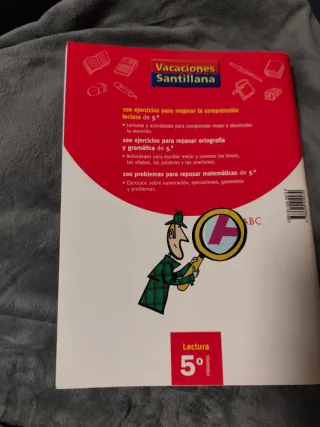 Vacaciones
Santillana
100 ejercicios para mejorar la comprensión
lectora de 5.º
• Lecturas y actividades para comprender mejor y desarrollar
la atención.
100 ejercicios para repasar ortografía
y gramática de 5.º
• Actividades para escribir mejor y conocer las letras,
las sílabas, las palabras y las oraciones.
100 problemas para repasar matemáticas de 5.º
• Ejercicios sobre numeración, operaciones, geometría
y problemas.
A
ABC
Lectura
5º
PRIMARIA